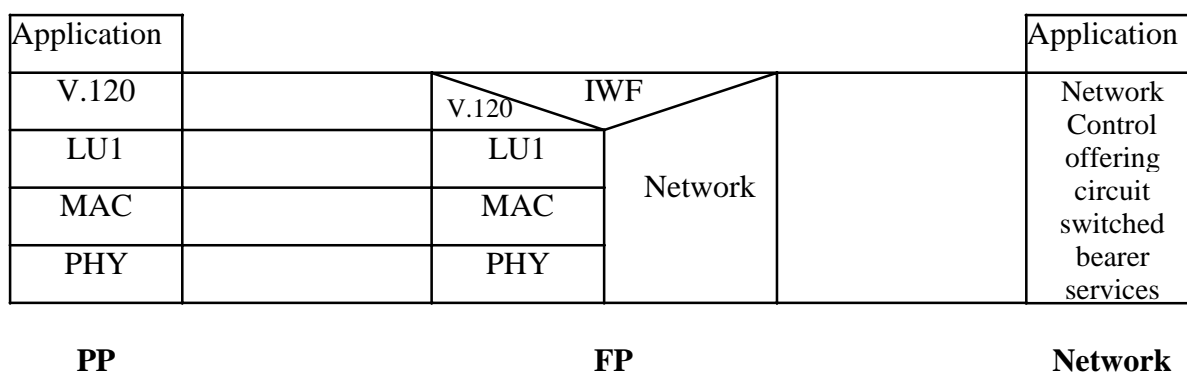 Application
V.120
LU1
MAC
PHY
PP
IWF
V.120
LU1
MAC
PHY
Network
FP
Application
Network
Control
offering
circuit
switched
bearer
services
Network